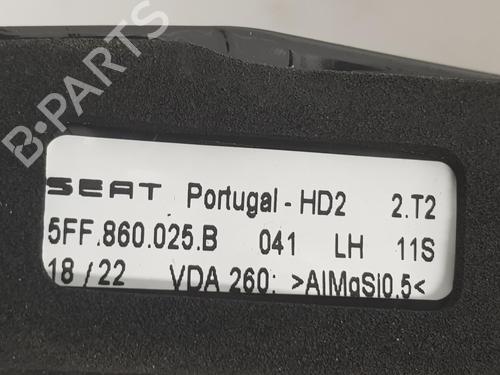 B-PARTS
SEAT Portugal - HD2 2.T2
5FF.860.025.B 041 LH 11S
18 / 22 VDA 260: >AlMgSi0,5<